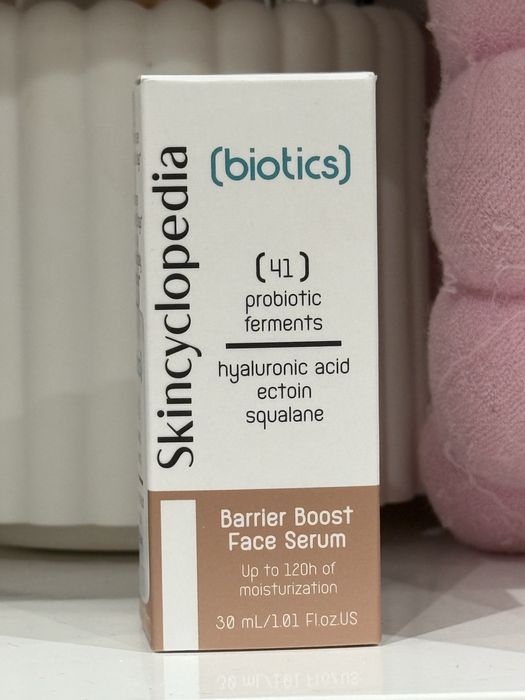 Skincyclopedia
(biotics)
(41)
probiotic
ferments
hyaluronic acid
ectoin
squalane
Barrier Boost
Face Serum
Up to 120h of
moisturization
30 mL/1.01 Fl.oz.US